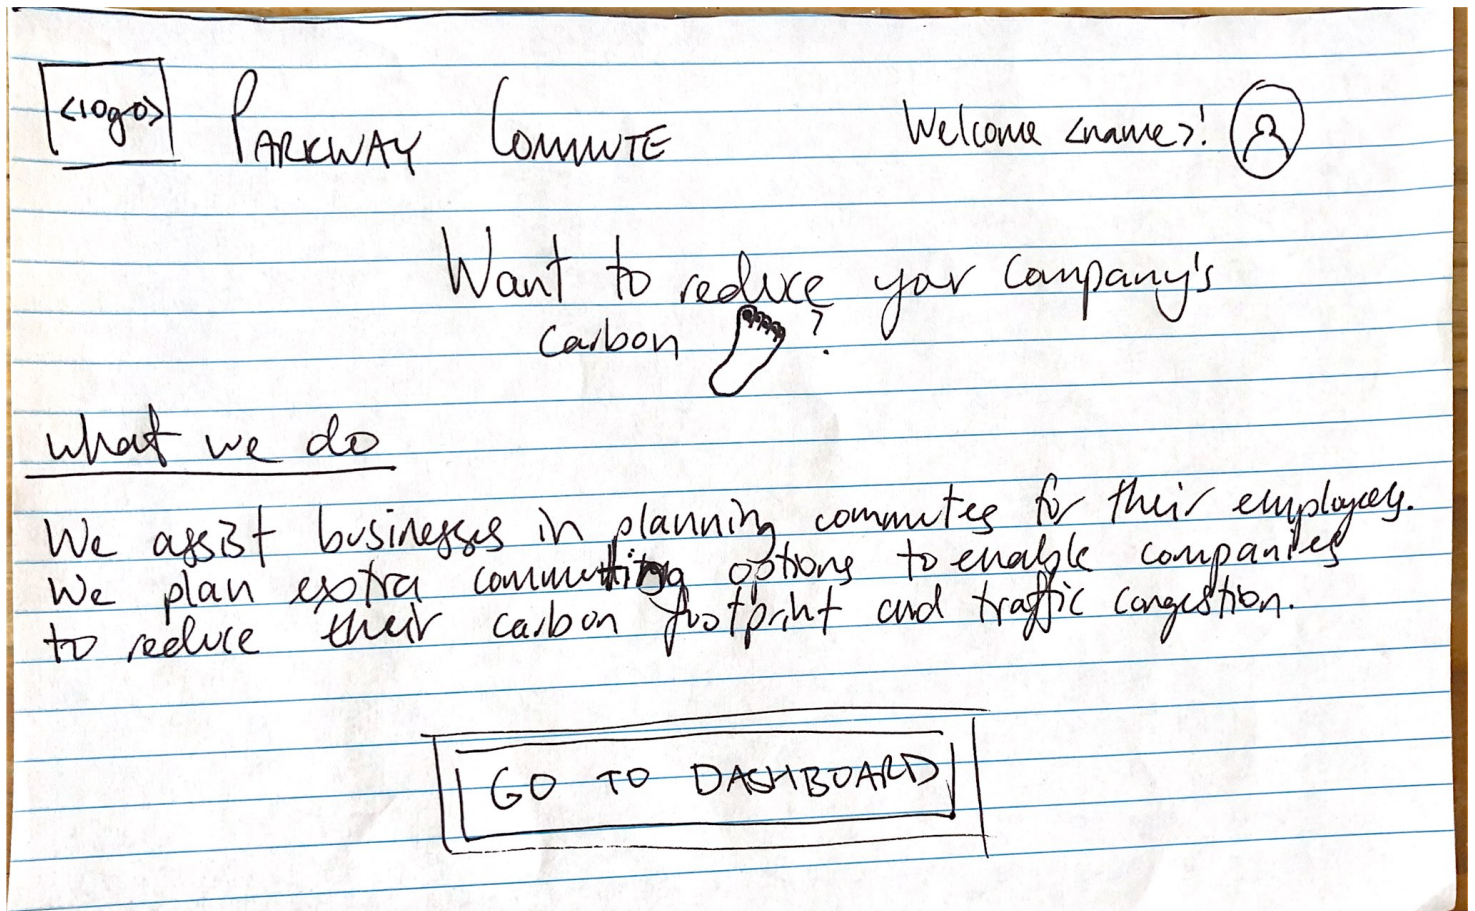 <logo> PARKWAY COMMUTE Welcome <name>!
Want to reduce your company's
carbon ?
what we do
We assist businesses in planning commutes for their employees.
We plan extra commuting options to enable companies
to reduce their carbon footprint and traffic congestion.
GO TO DASHBOARD